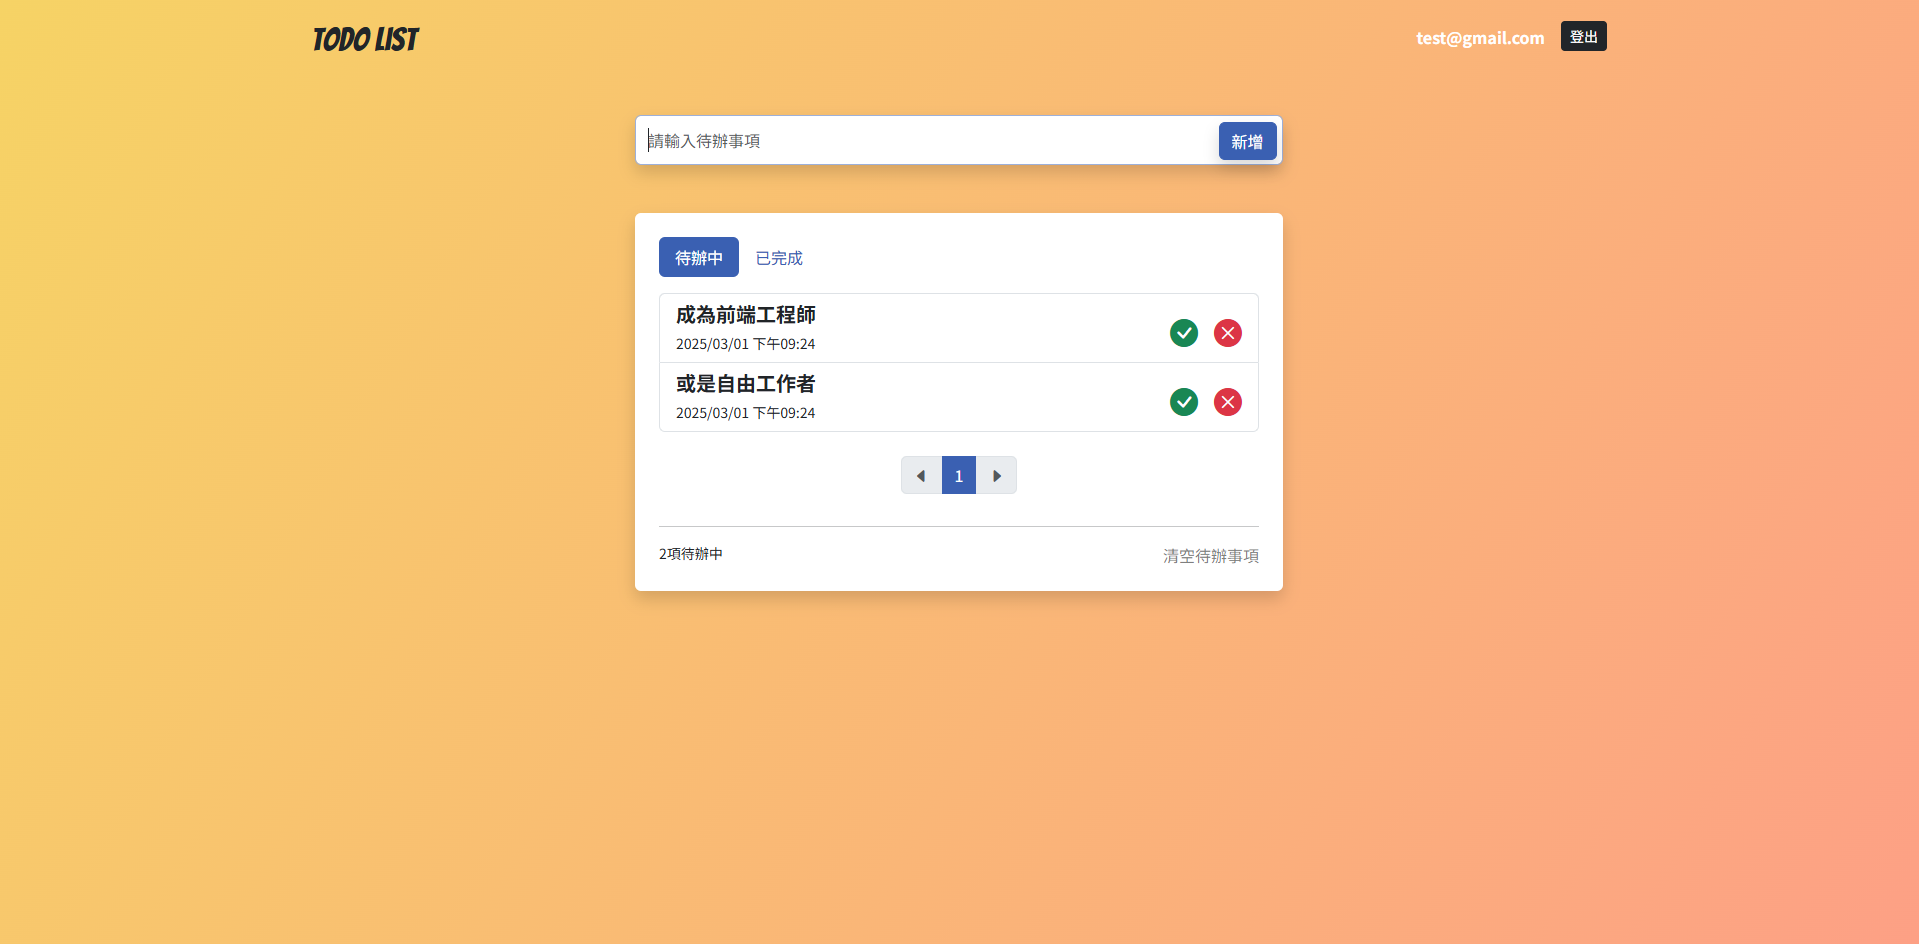 TODO LIST
test@gmail.com
登出
請輸入待辦事項
新增
待辦中
已完成
成為前端工程師
2025/03/01 下午09:24
或是自由工作者
2025/03/01 下午09:24
1
2項待辦中
清空待辦事項